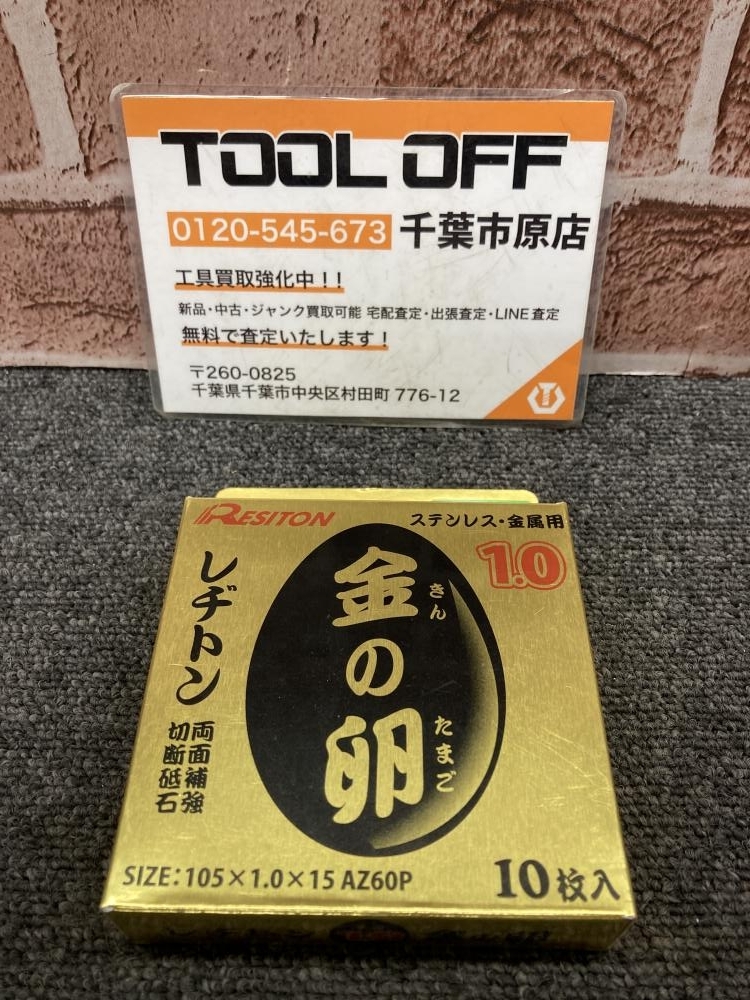 TOOL OFF
0120-545-673 千葉市原店
工具買取強化中!!
新品・中古・ジャンク買取可能 宅配査定・出張査定・LINE査定
無料で査定いたします!
〒260-0825
千葉県千葉市中央区村田町 776-12
RESITON
ステンレス・金属用
1.0
レヂトン
金の卵
きん
たまご
両面補強
切断砥石
SIZE:105×1.0×15 AZ60P
10枚入